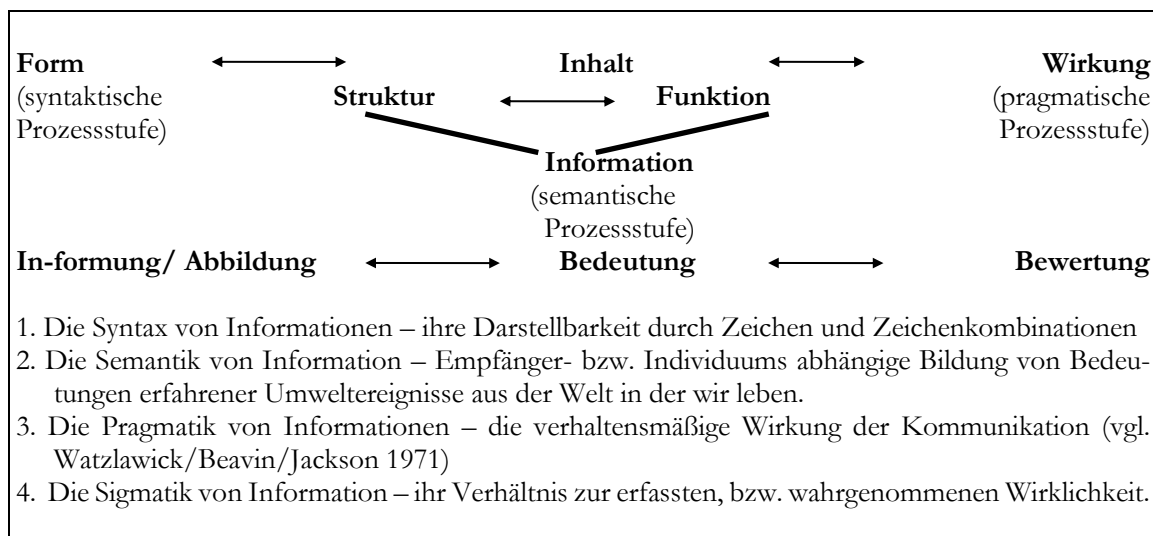 Form Inhalt Wirkung
(syntaktische Struktur Funktion (pragmatische
Prozessstufe) Prozessstufe)
Information
(semantische
Prozessstufe)
In-formung/ Abbildung Bedeutung Bewertung
1. Die Syntax von Informationen – ihre Darstellbarkeit durch Zeichen und Zeichenkombinationen
2. Die Semantik von Information – Empfänger- bzw. Individuums abhängige Bildung von Bedeu-
tungen erfahrener Umweltereignisse aus der Welt in der wir leben.
3. Die Pragmatik von Informationen – die verhaltensmäßige Wirkung der Kommunikation (vgl.
Watzlawick/Beavin/Jackson 1971)
4. Die Sigmatik von Information – ihr Verhältnis zur erfassten, bzw. wahrgenommenen Wirklichkeit.